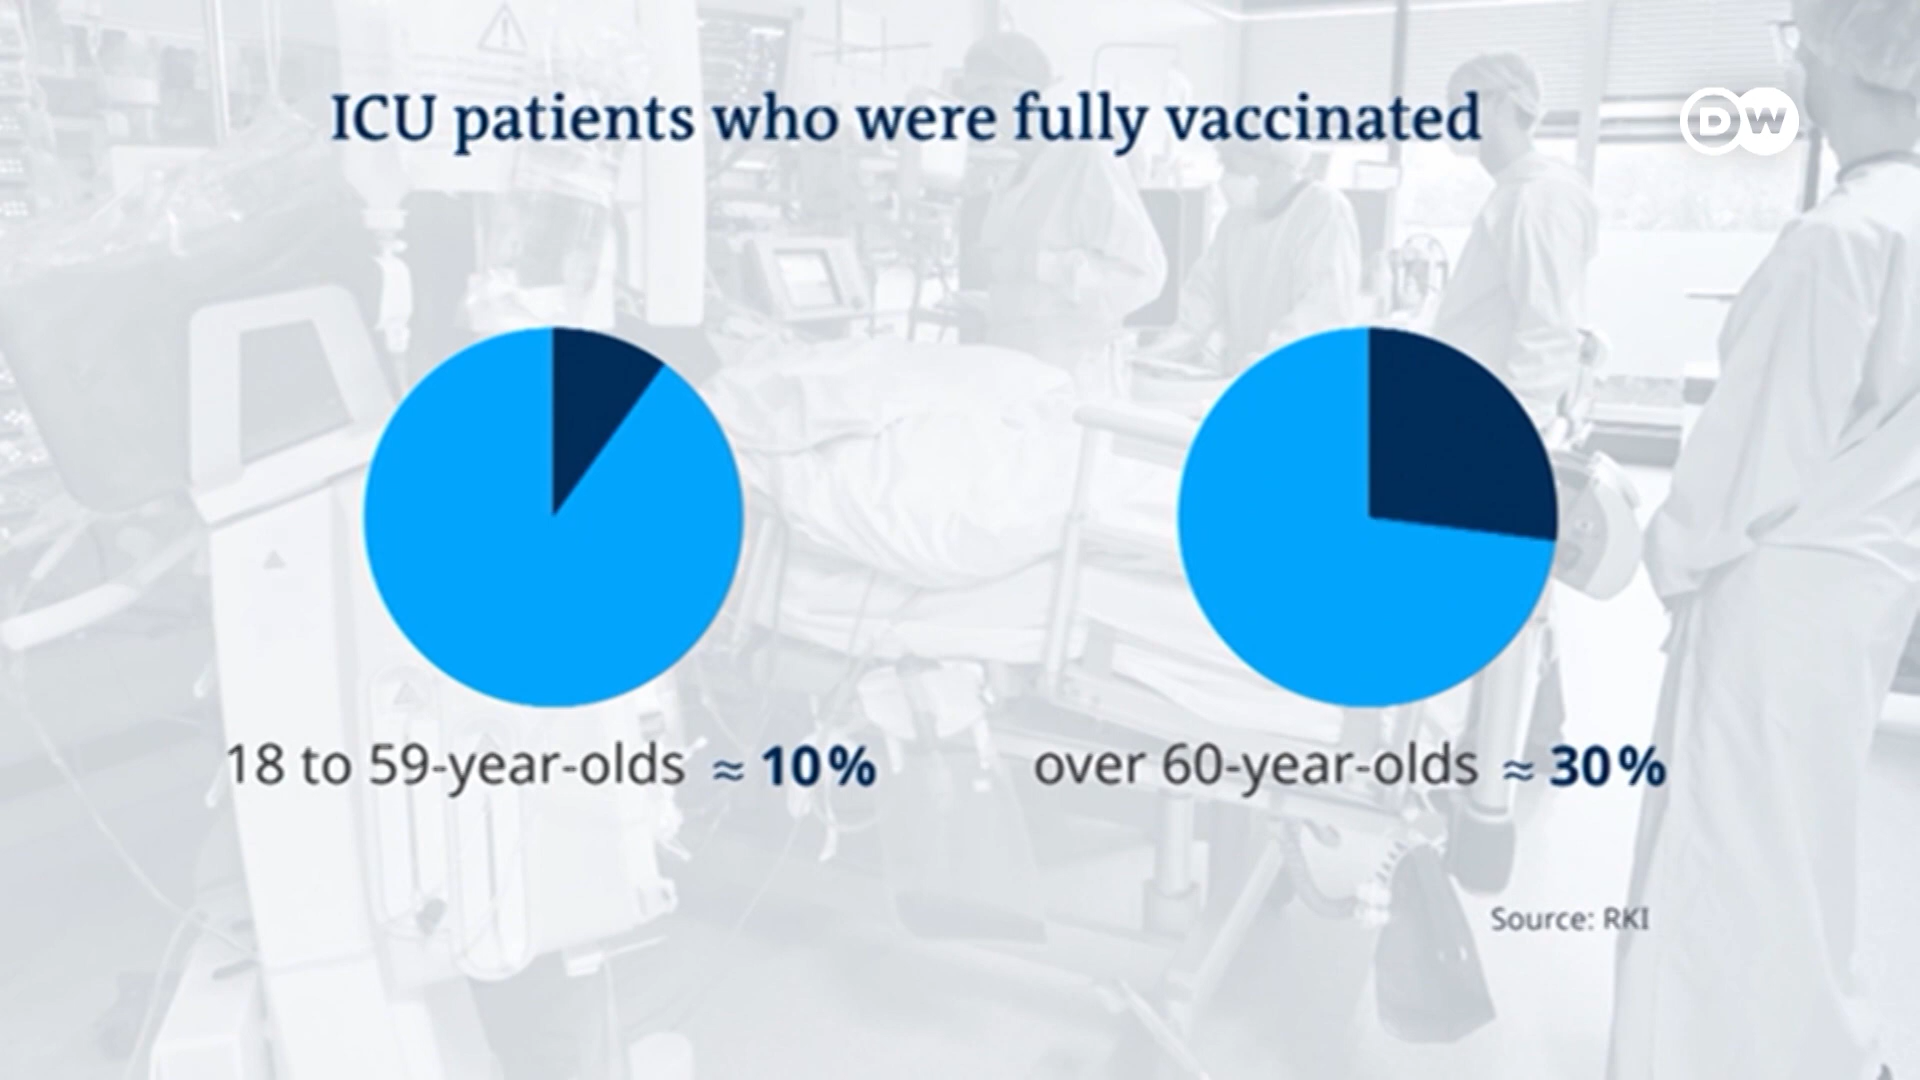 ICU patients who were fully vaccinated
DW
18 to 59-year-olds ≈ 10%
over 60-year-olds ≈ 30%
Source: RKI